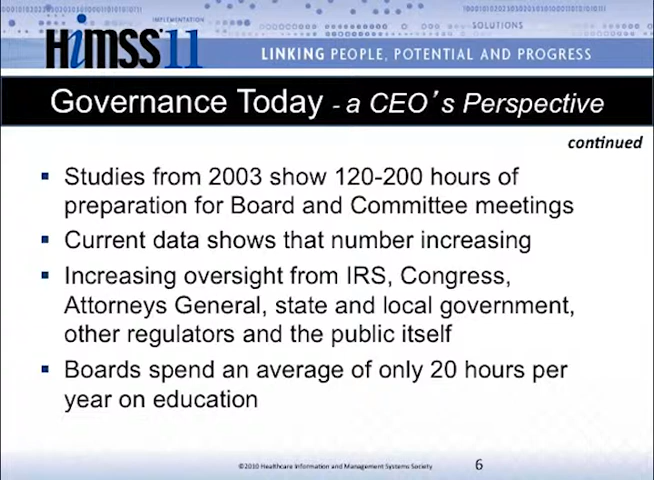 IMPLEMENTATION
SOLUTIONS
HiMSS'11
LINKING PEOPLE, POTENTIAL AND PROGRESS
Governance Today - a CEO's Perspective
continued
▪ Studies from 2003 show 120-200 hours of
preparation for Board and Committee meetings
▪ Current data shows that number increasing
▪ Increasing oversight from IRS, Congress,
Attorneys General, state and local government,
other regulators and the public itself
▪ Boards spend an average of only 20 hours per
year on education
©2010 Healthcare Information and Management Systems Society
6